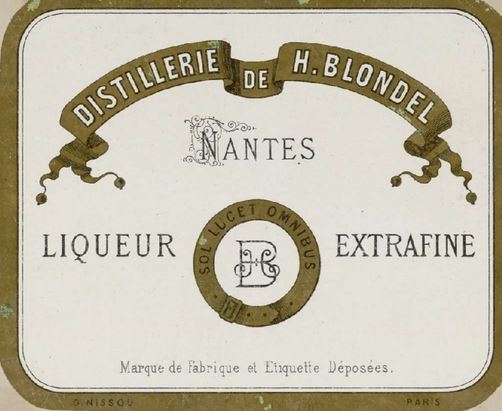 DISTILLERIE DE H. BLONDEL
NANTES
SOL LUCET OMNIBUS
LIQUEUR
HB
EXTRAFINE
Marque de Fabrique et Etiquette Déposées.
G. NISSOU
PARIS